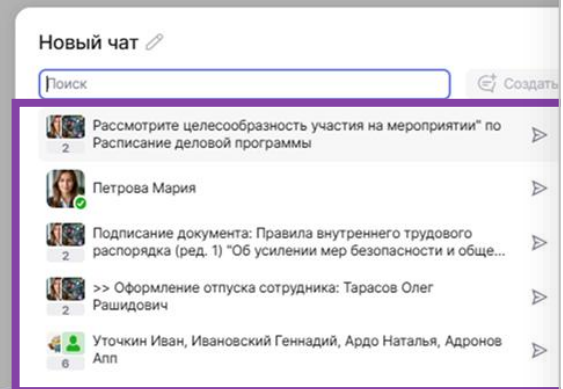 Новый чат
Поиск
Создать
Рассмотрите целесообразность участия на мероприятии" по
Расписание деловой программы
2
Петрова Мария
Подписание документа: Правила внутреннего трудового
распорядка (ред. 1) "Об усилении мер безопасности и обще...
2
>> Оформление отпуска сотрудника: Тарасов Олег
Рашидович
2
Уточкин Иван, Ивановский Геннадий, Ардо Наталья, Адронов
Апп
6